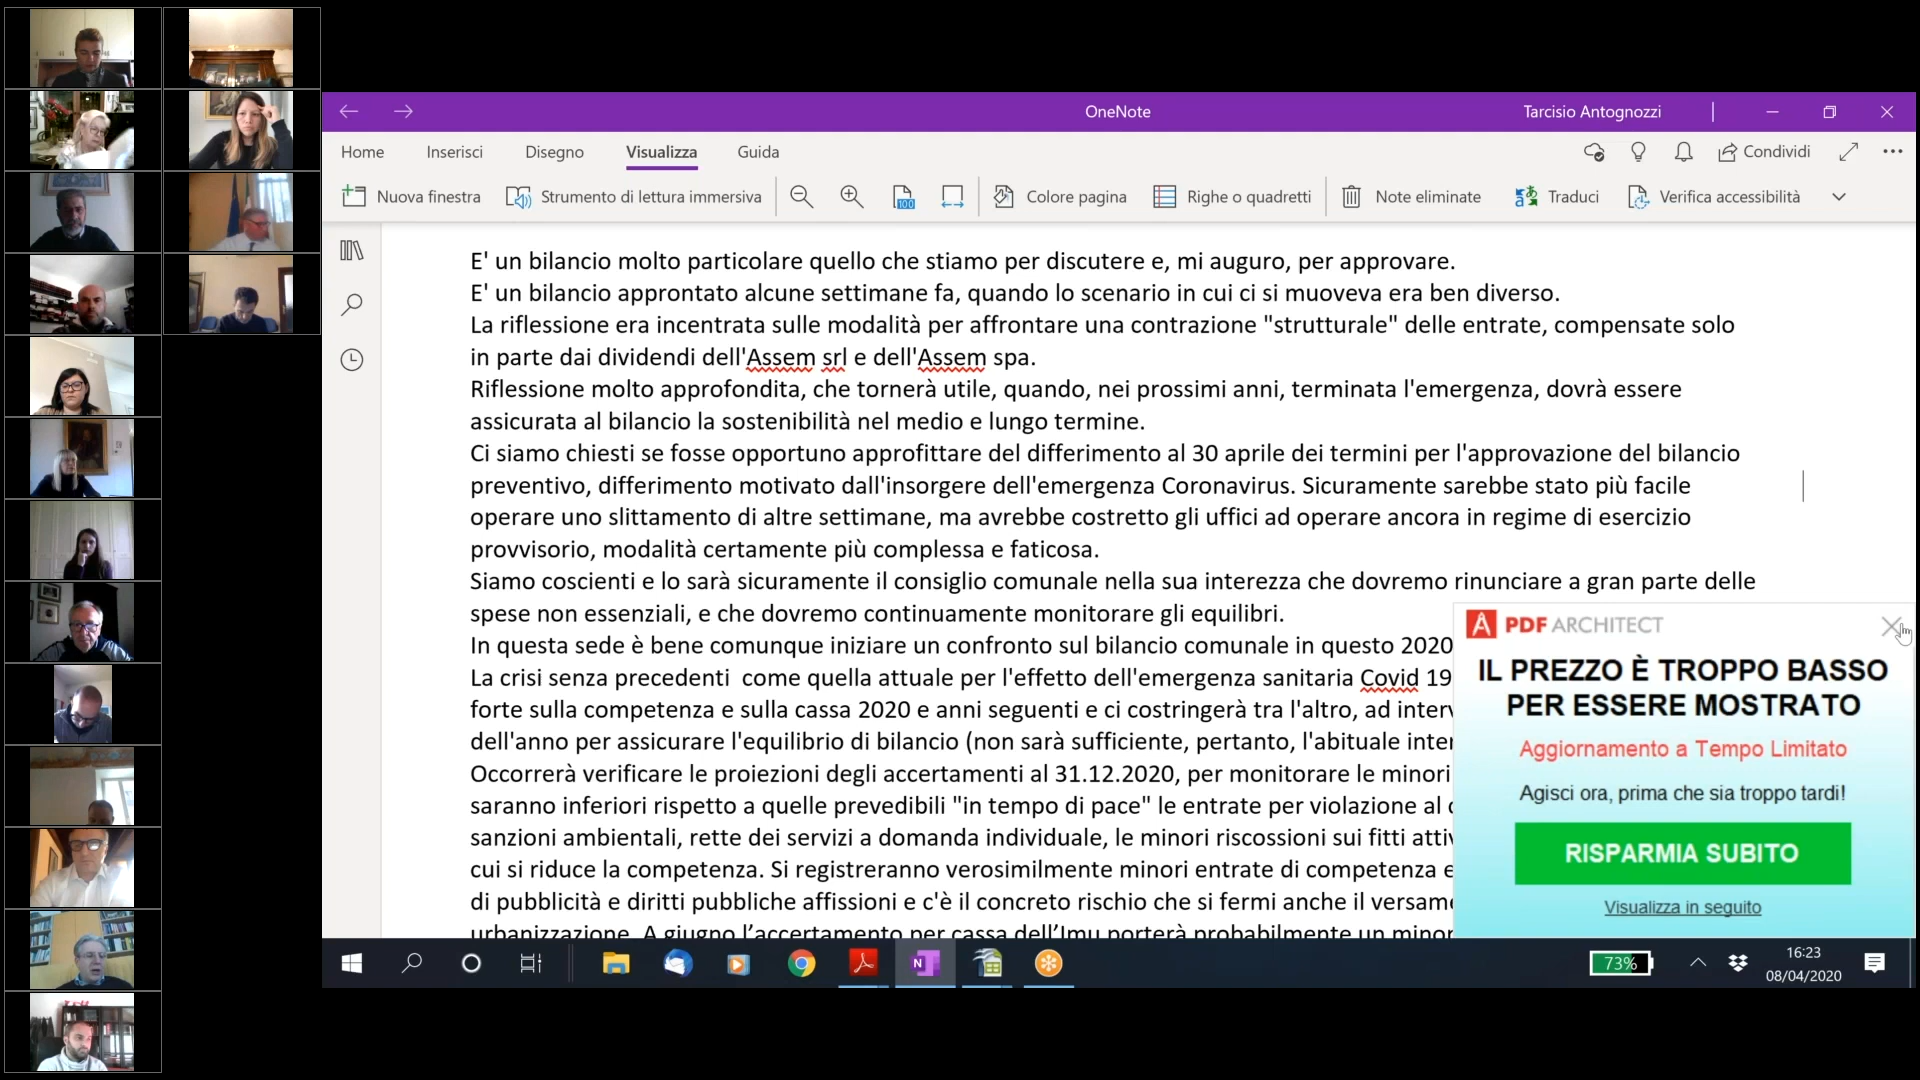 OneNote
Tarcisio Antognozzi
Home Inserisci Disegno Visualizza Guida
Condividi
Nuova finestra Strumento di lettura immersiva 100 Colore pagina Righe o quadretti Note eliminate Traduci Verifica accessibilità
E' un bilancio molto particolare quello che stiamo per discutere e, mi auguro, per approvare.
E' un bilancio approntato alcune settimane fa, quando lo scenario in cui ci si muoveva era ben diverso.
La riflessione era incentrata sulle modalità per affrontare una contrazione "strutturale" delle entrate, compensate solo
in parte dai dividendi dell'Assem srl e dell'Assem spa.
Riflessione molto approfondita, che tornerà utile, quando, nei prossimi anni, terminata l'emergenza, dovrà essere
assicurata al bilancio la sostenibilità nel medio e lungo termine.
Ci siamo chiesti se fosse opportuno approfittare del differimento al 30 aprile dei termini per l'approvazione del bilancio
preventivo, differimento motivato dall'insorgere dell'emergenza Coronavirus. Sicuramente sarebbe stato più facile
operare uno slittamento di altre settimane, ma avrebbe costretto gli uffici ad operare ancora in regime di esercizio
provvisorio, modalità certamente più complessa e faticosa.
Siamo coscienti e lo sarà sicuramente il consiglio comunale nella sua interezza che dovremo rinunciare a gran parte delle
spese non essenziali, e che dovremo continuamente monitorare gli equilibri.
In questa sede è bene comunque iniziare un confronto sul bilancio comunale in questo 2020
La crisi senza precedenti come quella attuale per l'effetto dell'emergenza sanitaria Covid 19
forte sulla competenza e sulla cassa 2020 e anni seguenti e ci costringerà tra l'altro, ad interv
dell'anno per assicurare l'equilibrio di bilancio (non sarà sufficiente, pertanto, l'abituale inter
Occorrerà verificare le proiezioni degli accertamenti al 31.12.2020, per monitorare le minori
saranno inferiori rispetto a quelle prevedibili "in tempo di pace" le entrate per violazione al c
sanzioni ambientali, rette dei servizi a domanda individuale, le minori riscossioni sui fitti attiv
cui si riduce la competenza. Si registreranno verosimilmente minori entrate di competenza e
di pubblicità e diritti pubbliche affissioni e c'è il concreto rischio che si fermi anche il versame
urbanizzazione. A giugno l'accertamento per cassa dell'Imu porterà probabilmente un minor
PDF ARCHITECT
IL PREZZO È TROPPO BASSO
PER ESSERE MOSTRATO
Aggiornamento a Tempo Limitato
Agisci ora, prima che sia troppo tardi!
RISPARMIA SUBITO
Visualizza in seguito
73%
16:23
08/04/2020